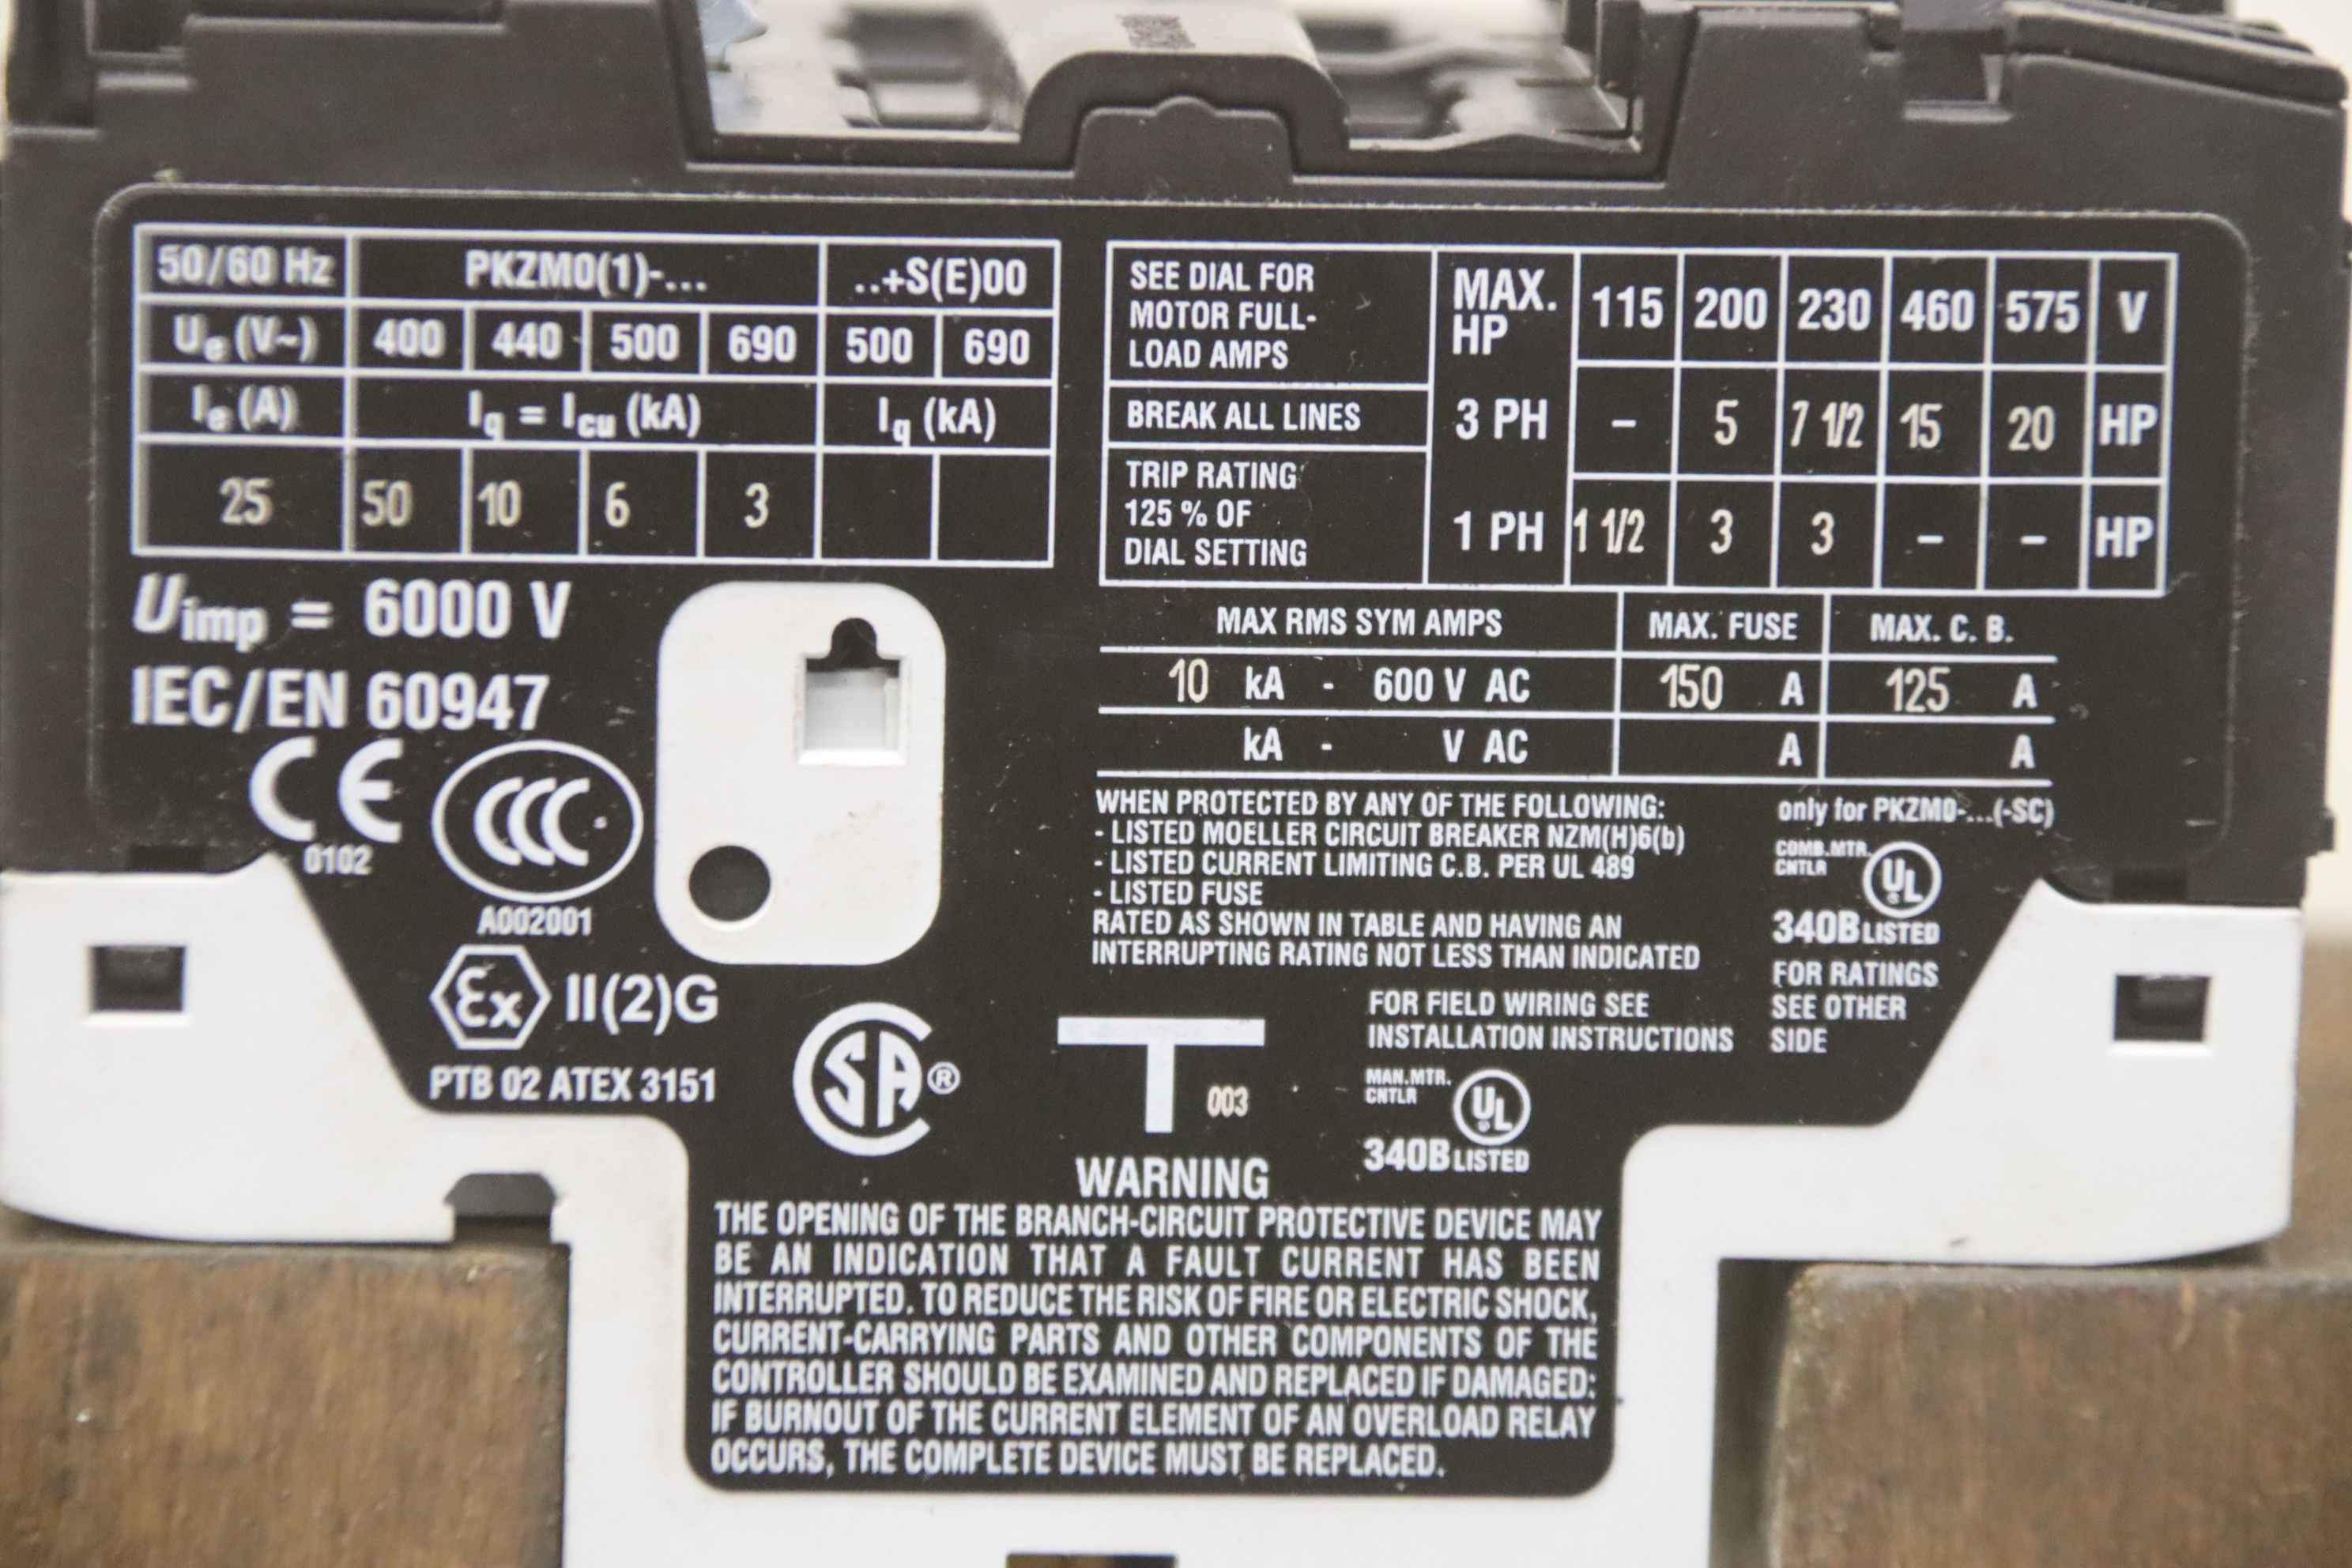 50/60 Hz PKZM0(1)-... ..+S(E)00
Ue (V~) 400 440 500 690 500 690
Ie (A) Iq = Icu (kA) Iq (kA)
25 50 10 6 3
Uimp = 6000 V
IEC/EN 60947
CE
0102
CCC
A002001
Ex II(2)G
PTB 02 ATEX 3151
SEE DIAL FOR
MOTOR FULL-
LOAD AMPS
BREAK ALL LINES
TRIP RATING
125 % OF
DIAL SETTING
MAX. HP 115 200 230 460 575 V
3 PH – 5 7 1/2 15 20 HP
1 PH 1 1/2 3 3 – – HP
MAX RMS SYM AMPS MAX. FUSE MAX. C. B.
10 kA - 600 V AC 150 A 125 A
kA - V AC A A
WHEN PROTECTED BY ANY OF THE FOLLOWING:
- LISTED MOELLER CIRCUIT BREAKER NZM(H)6(b)
- LISTED CURRENT LIMITING C.B. PER UL 489
- LISTED FUSE
RATED AS SHOWN IN TABLE AND HAVING AN
INTERRUPTING RATING NOT LESS THAN INDICATED
only for PKZM0-...(-SC)
COMB.MTR.
CNTLR
UL
340B LISTED
FOR RATINGS
SEE OTHER
SIDE
FOR FIELD WIRING SEE
INSTALLATION INSTRUCTIONS
MAN.MTR.
CNTLR
UL
340B LISTED
SA ®
T 003
WARNING
THE OPENING OF THE BRANCH-CIRCUIT PROTECTIVE DEVICE MAY
BE AN INDICATION THAT A FAULT CURRENT HAS BEEN
INTERRUPTED. TO REDUCE THE RISK OF FIRE OR ELECTRIC SHOCK,
CURRENT-CARRYING PARTS AND OTHER COMPONENTS OF THE
CONTROLLER SHOULD BE EXAMINED AND REPLACED IF DAMAGED:
IF BURNOUT OF THE CURRENT ELEMENT OF AN OVERLOAD RELAY
OCCURS, THE COMPLETE DEVICE MUST BE REPLACED.